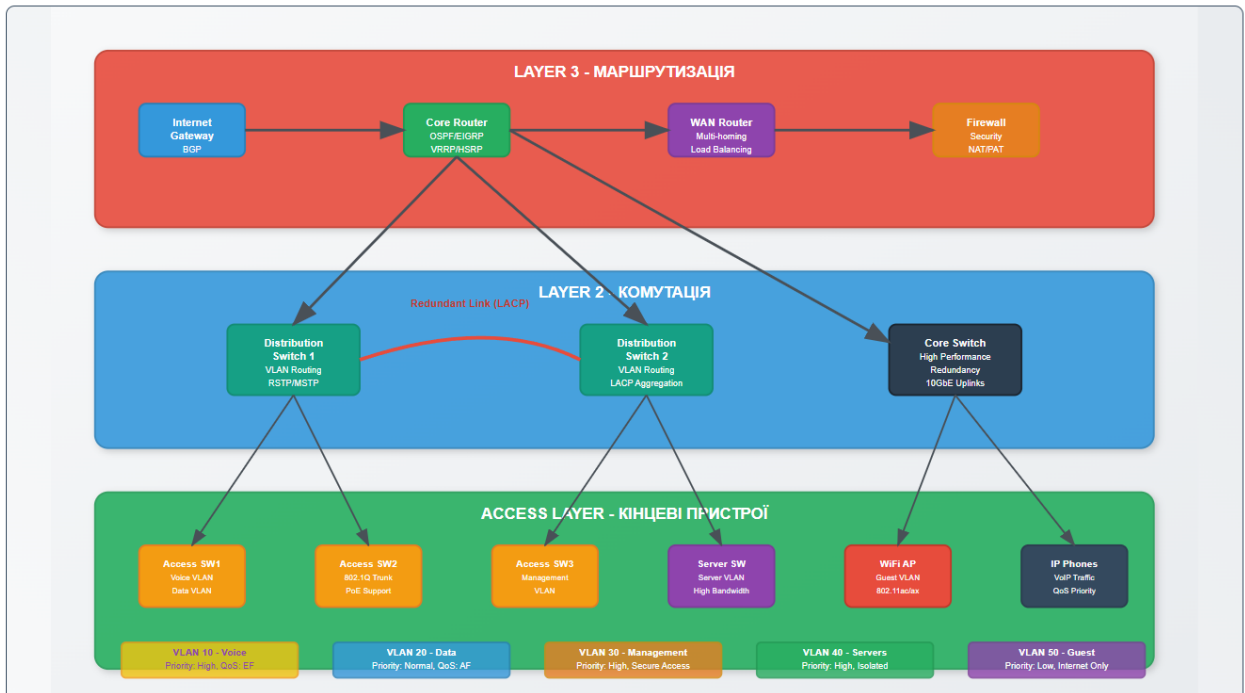 LAYER 3 - МАРШРУТИЗАЦІЯ
Internet
Gateway
BGP
Core Router
OSPF/EIGRP
VRRP/HSRP
WAN Router
Multi-homing
Load Balancing
Firewall
Security
NAT/PAT
LAYER 2 - КОМУТАЦІЯ
Redundant Link (LACP)
Distribution
Switch 1
VLAN Routing
RSTP/MSTP
Distribution
Switch 2
VLAN Routing
LACP Aggregation
Core Switch
High Performance
Redundancy
10GbE Uplinks
ACCESS LAYER - КІНЦЕВІ ПРИСТРОЇ
Access SW1
Voice VLAN
Data VLAN
Access SW2
802.1Q Trunk
PoE Support
Access SW3
Management
VLAN
Server SW
Server VLAN
High Bandwidth
WiFi AP
Guest VLAN
802.11ac/ax
IP Phones
VoIP Traffic
QoS Priority
VLAN 10 - Voice
Priority: High, QoS: EF
VLAN 20 - Data
Priority: Normal, QoS: AF
VLAN 30 - Management
Priority: High, Secure Access
VLAN 40 - Servers
Priority: High, Isolated
VLAN 50 - Guest
Priority: Low, Internet Only